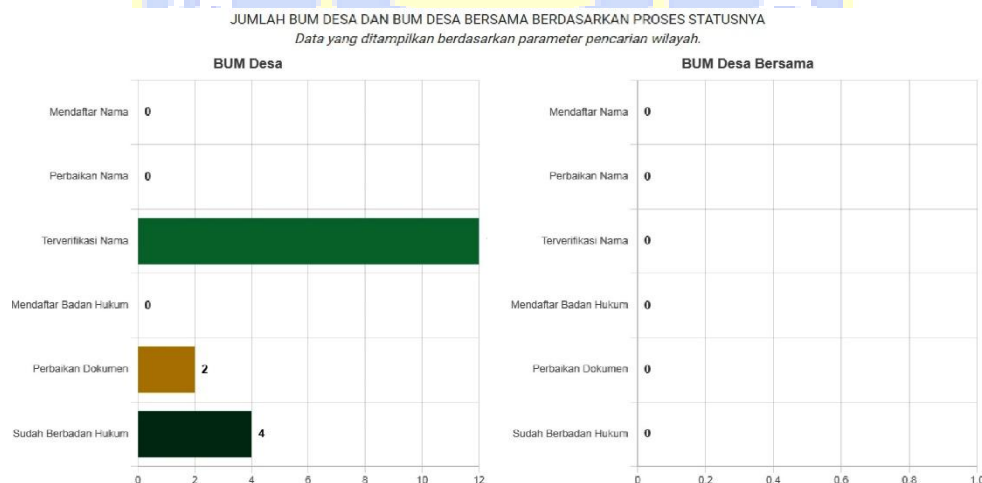 JUMLAH BUM DESA DAN BUM DESA BERSAMA BERDASARKAN PROSES STATUSNYA
Data yang ditampilkan berdasarkan parameter pencarian wilayah.
BUM Desa
Mendaftar Nama 0
Perbaikan Nama 0
Terverifikasi Nama
Mendaftar Badan Hukum 0
Perbaikan Dokumen 2
Sudah Berbadan Hukum 4
0 2 4 6 8 10 12
BUM Desa Bersama
Mendaftar Nama 0
Perbaikan Nama 0
Terverifikasi Nama 0
Mendaftar Badan Hukum 0
Perbaikan Dokumen 0
Sudah Berbadan Hukum 0
0 0.2 0.4 0.6 0.8 1.0